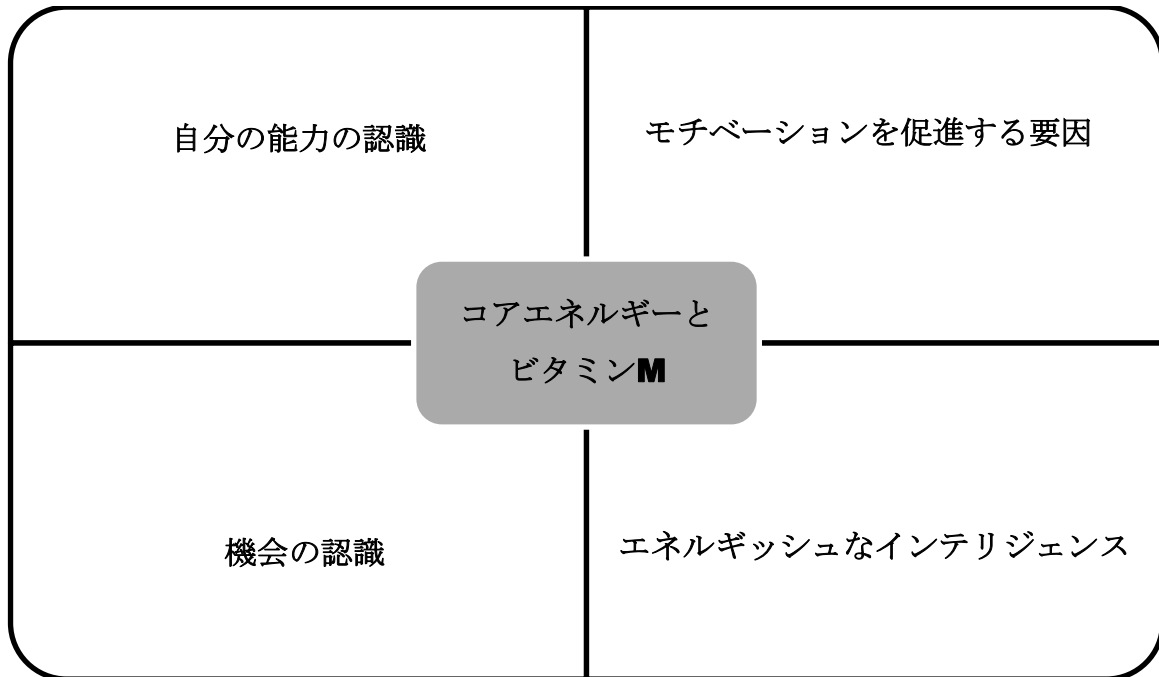 自分の能力の認識
モチベーションを促進する要因
コアエネルギーと
ビタミンM
機会の認識
エネルギッシュなインテリジェンス